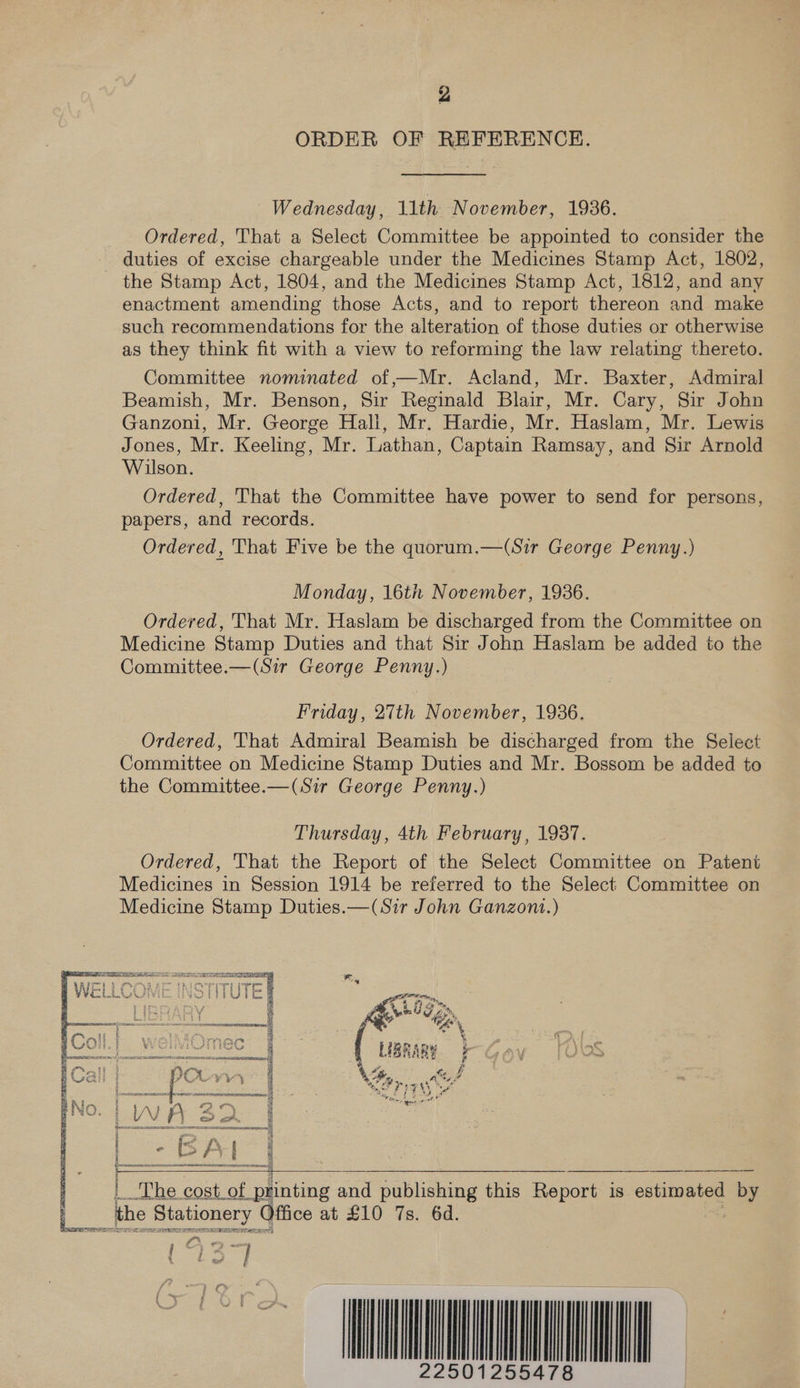 2
ORDER OF REFERENCE.
Wednesday, 11th November, 1936.
Ordered, That a Select Committee be appointed to consider the
duties of excise chargeable under the Medicines Stamp Act, 1802,
the Stamp Act, 1804, and the Medicines Stamp Act, 1812, and any
enactment amending those Acts, and to report thereon and make
such recommendations for the alteration of those duties or otherwise
as they think fit with a view to reforming the law relating thereto.
Committee nominated of,—Mr. Acland, Mr. Baxter, Admiral
Beamish, Mr. Benson, Sir Reginald Blair, Mr. Cary, Sir John
Ganzoni, Mr. George Hall, Mr. Hardie, Mr. Haslam, Mr. Lewis
Jones, Mr. Keeling, Mr. Lathan, Captain Ramsay, and Sir Arnold
Wilson.
Ordered, That the Committee have power to send for persons,
papers, and records.
Ordered, That Five be the quorum.—(Sir George Penny.)
Monday, 16th November, 1936.
Ordered, That Mr. Haslam be discharged from the Committee on
Medicine Stamp Duties and that Sir John Haslam be added to the
Committee.—(Sir George Penny.)
Friday, 27th November, 1936.
Ordered, That Admiral Beamish be discharged from the Select
Committee on Medicine Stamp Duties and Mr. Bossom be added to
the Committee.—(Sir George Penny.)
Thursday, 4th February, 1937.
Ordered, That the Report of the Select Committee on Patent
Medicines in Session 1914 be referred to the Select Committee on
Medicine Stamp Duties.—(Sir John Ganzoni.)
WELLCOME INSTITUTE
LIBRARY
Coll. welMOmec
Call
No. WA 32
LIBRARY
Gov
The cost of printing and publishing this Report is estimated by
the Stationery Office at £10 7s. 6d.
1937
22501255478